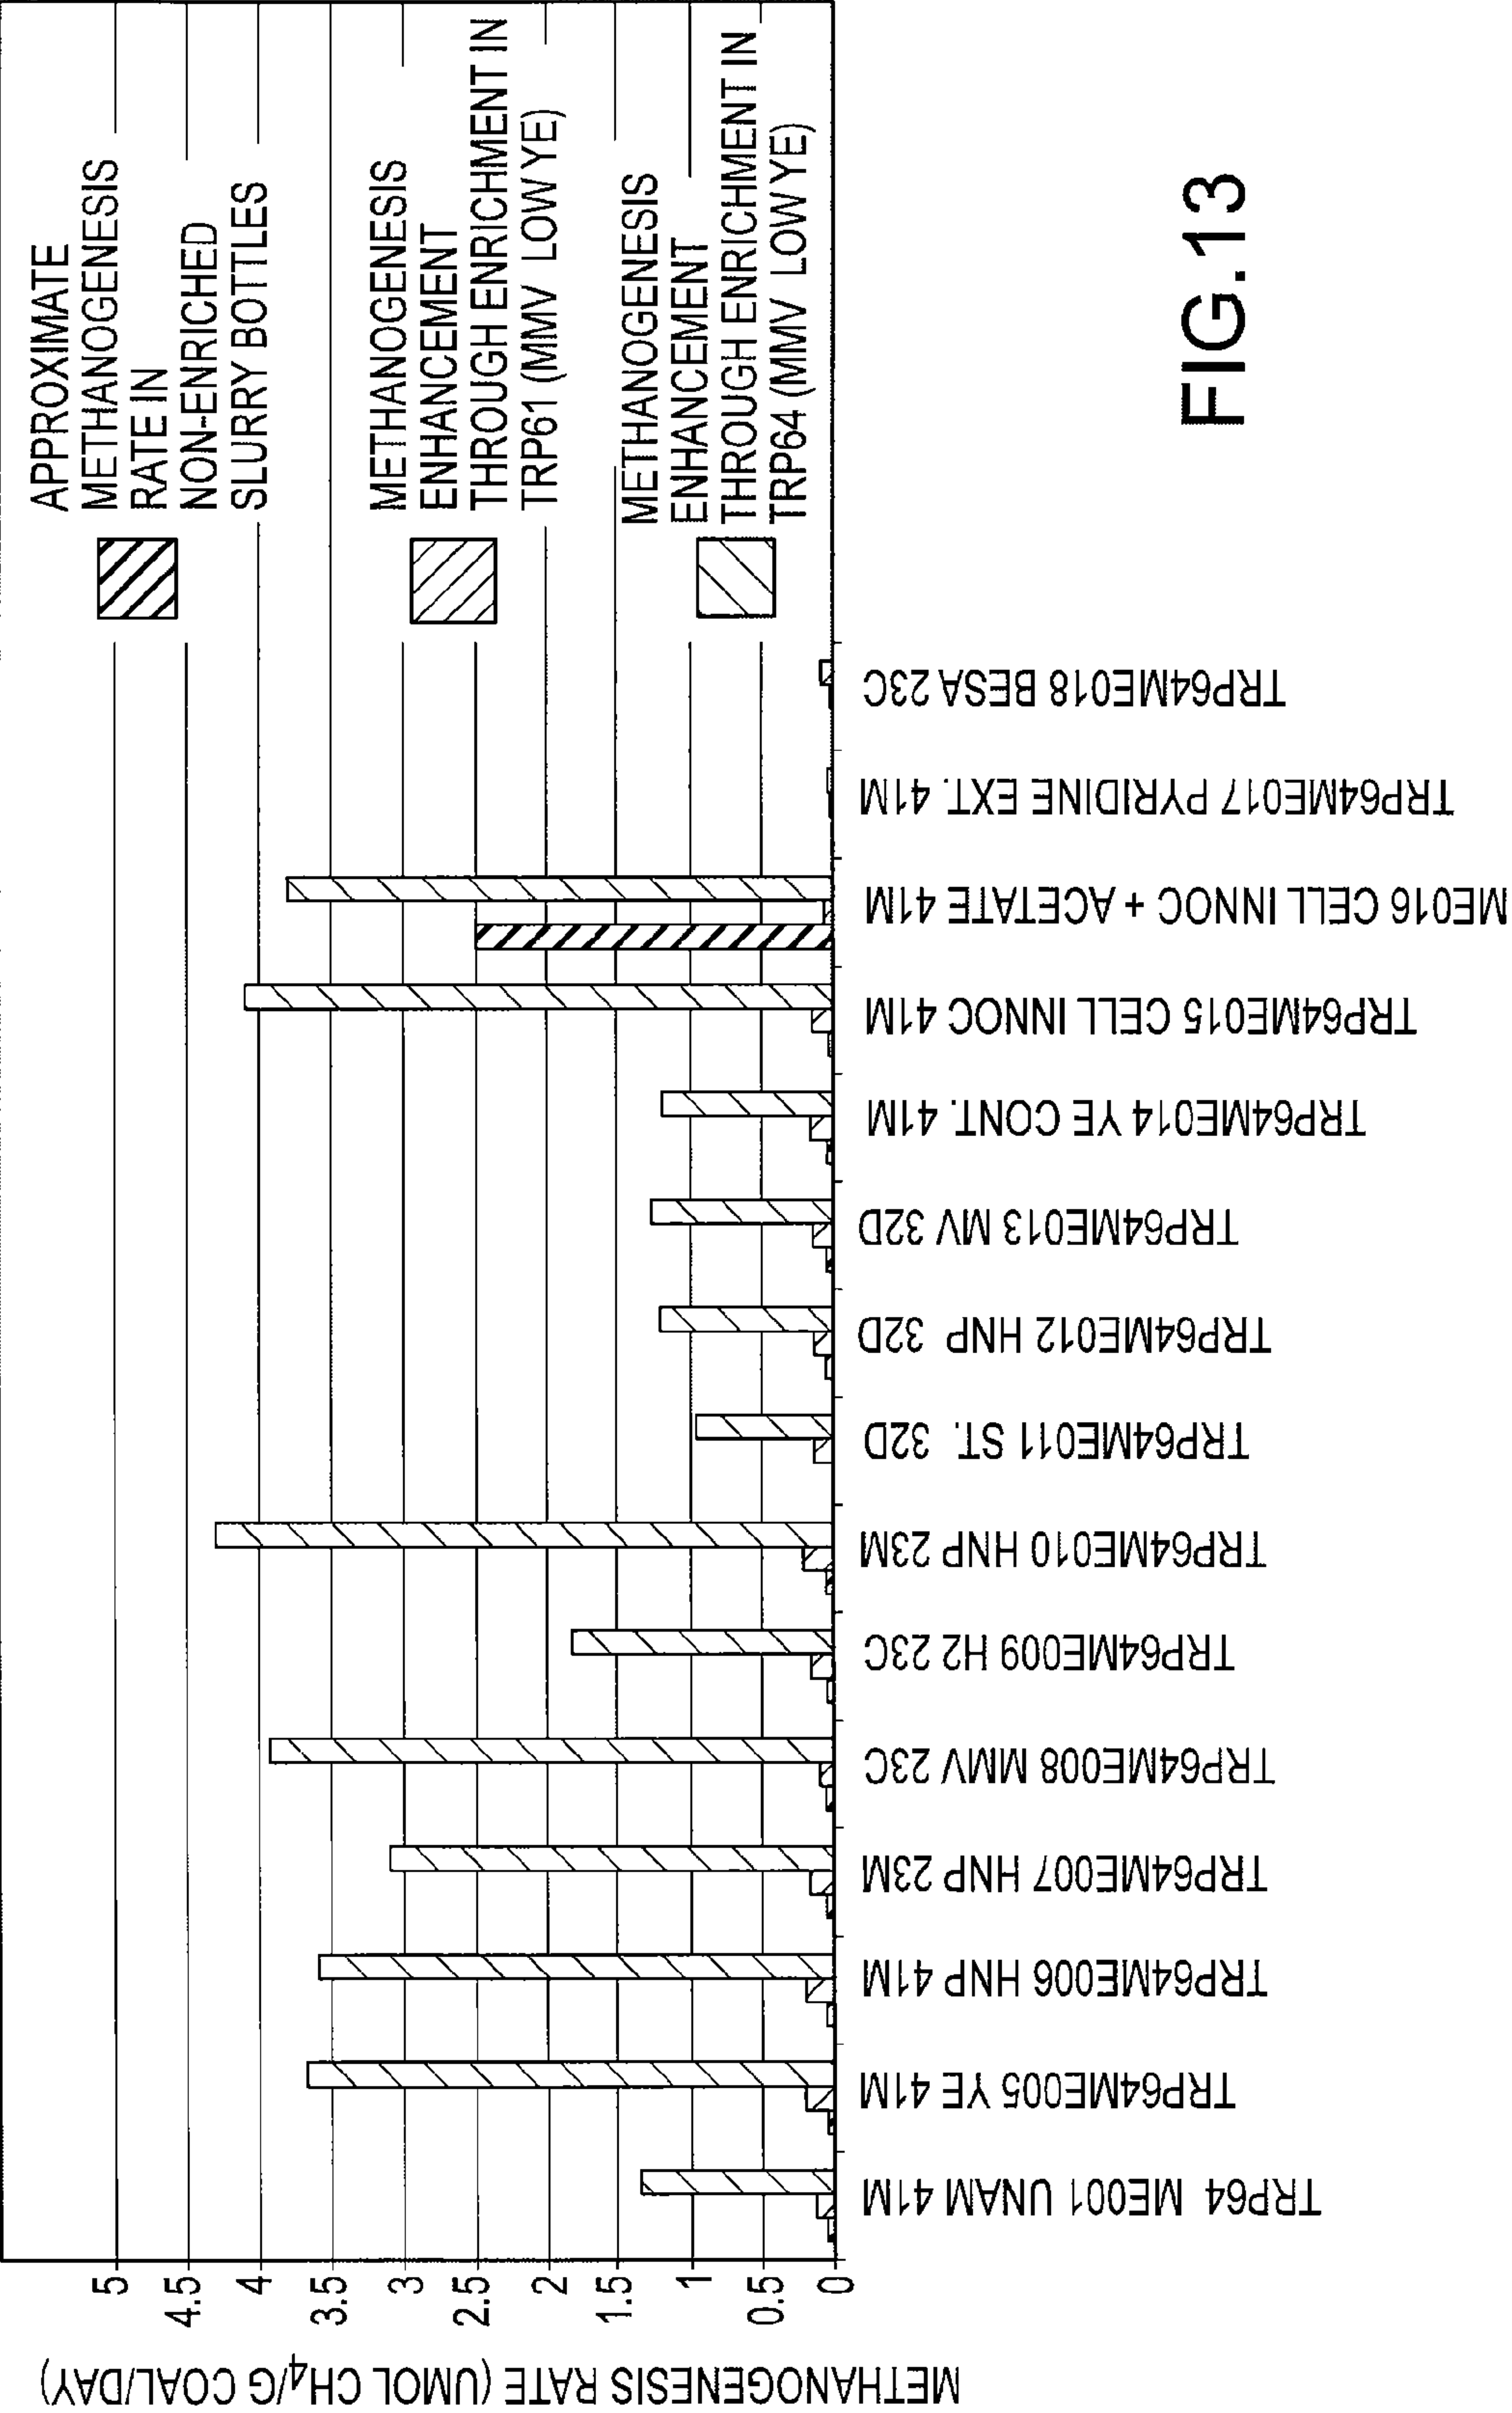 METHANOGENESIS RATE (UMOL CH₄/G COAL/DAY)
5
4.5
4
3.5
3
2.5
2
1.5
1
0.5
0
TRP64 ME001 UNAM 41M
TRP64ME005 YE 41M
TRP64ME006 HNP 41M
TRP64ME007 HNP 23M
TRP64ME008 MMV 23C
TRP64ME009 H2 23C
TRP64ME010 HNP 23M
TRP64ME011 ST. 32D
TRP64ME012 HNP 32D
TRP64ME013 MV 32D
TRP64ME014 YE CONT. 41M
TRP64ME015 CELL INNOC 41M
ME016 CELL INNOC + ACETATE 41M
TRP64ME017 PYRIDINE EXT. 41M
TRP64ME018 BESA 23C
APPROXIMATE
METHANOGENESIS
RATE IN
NON-ENRICHED
SLURRY BOTTLES
METHANOGENESIS
ENHANCEMENT
THROUGH ENRICHMENT IN
TRP61 (MMV LOW YE)
METHANOGENESIS
ENHANCEMENT
THROUGH ENRICHMENT IN
TRP64 (MMV LOW YE)
FIG.13